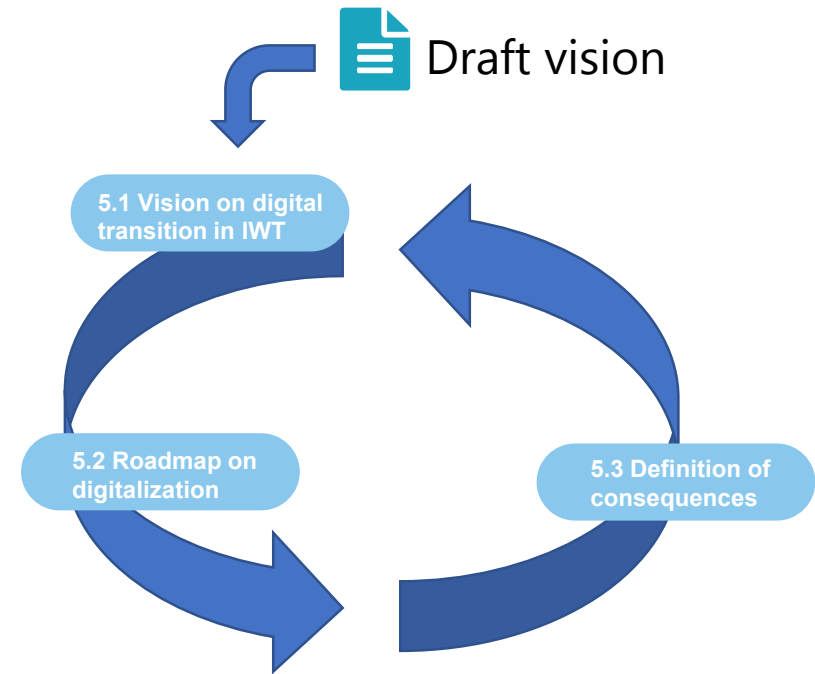 Draft vision
5.1 Vision on digital
transition in IWT
5.2 Roadmap on
digitalization
5.3 Definition of
consequences